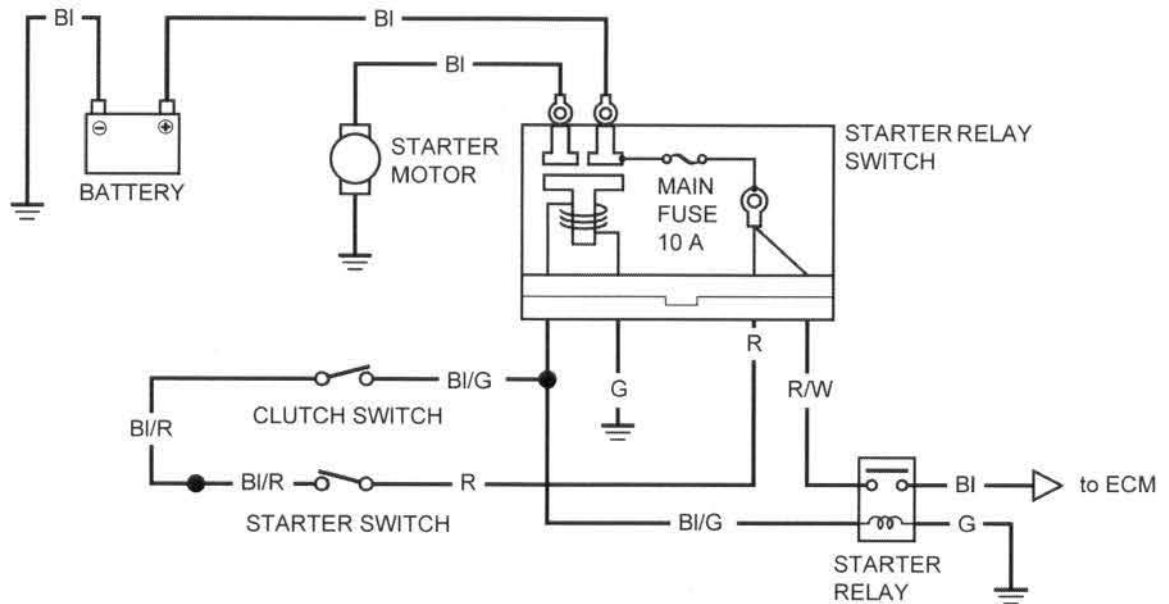 Bl
Bl
Bl
⊖
⊕
BATTERY
STARTER
MOTOR
STARTER RELAY
SWITCH
MAIN
FUSE
10 A
Bl/G
CLUTCH SWITCH
Bl/R
G
R
R/W
Bl/R
R
STARTER SWITCH
Bl
to ECM
Bl/G
G
STARTER
RELAY